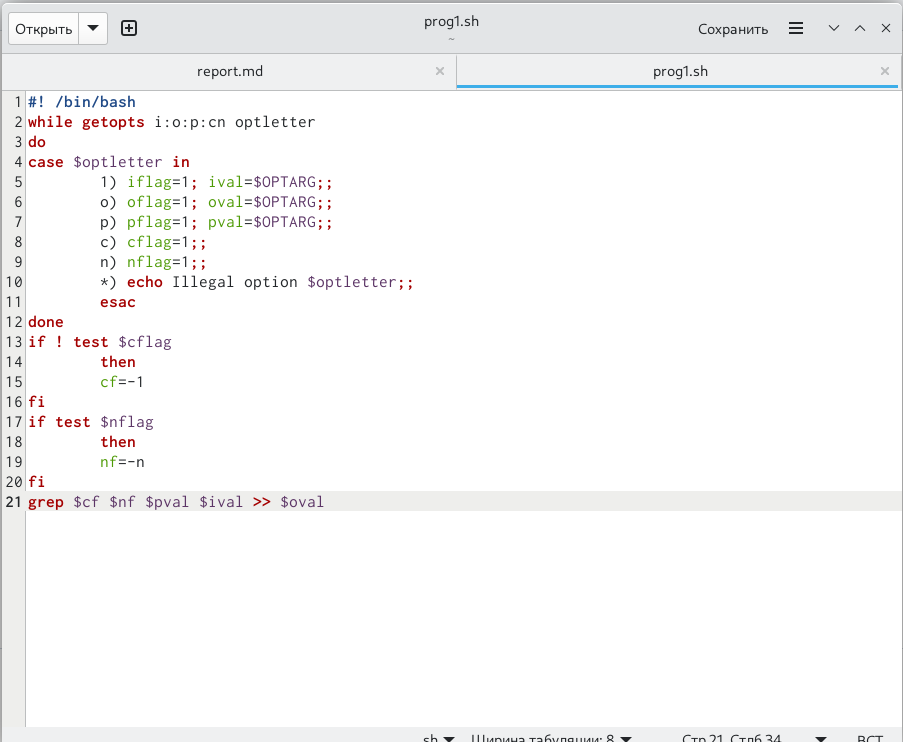 Открыть
prog1.sh
~
Сохранить
report.md
prog1.sh
1 #! /bin/bash
2 while getopts i:o:p:cn optletter
3 do
4 case $optletter in
5 1) iflag=1; ival=$OPTARG;;
6 o) oflag=1; oval=$OPTARG;;
7 p) pflag=1; pval=$OPTARG;;
8 c) cflag=1;;
9 n) nflag=1;;
10 *) echo Illegal option $optletter;;
11 esac
12 done
13 if ! test $cflag
14 then
15 cf=-1
16 fi
17 if test $nflag
18 then
19 nf=-n
20 fi
21 grep $cf $nf $pval $ival >> $oval
sh Ширина табуляции: 8 Стр 21, Стлб 34 ВСТ